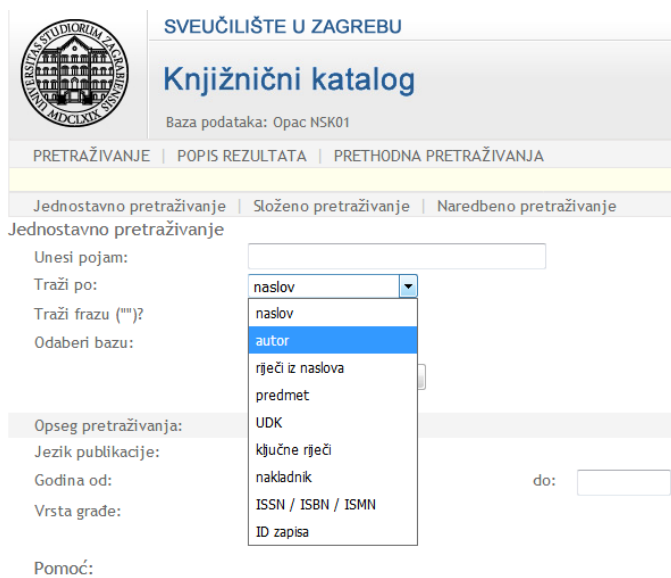 SVEUČILIŠTE U ZAGREBU
Knjižnični katalog
Baza podataka: Opac NSK01
PRETRAŽIVANJE | POPIS REZULTATA | PRETHODNA PRETRAŽIVANJA
Jednostavno pretraživanje | Složeno pretraživanje | Naredbeno pretraživanje
Jednostavno pretraživanje
Unesi pojam:
Traži po: naslov
Traži frazu ("")? naslov
Odaberi bazu: autor
riječi iz naslova
predmet
Opseg pretraživanja: UDK
Jezik publikacije: ključne riječi
Godina od: nakladnik do:
Vrsta građe: ISSN / ISBN / ISMN
ID zapisa
Pomoć: